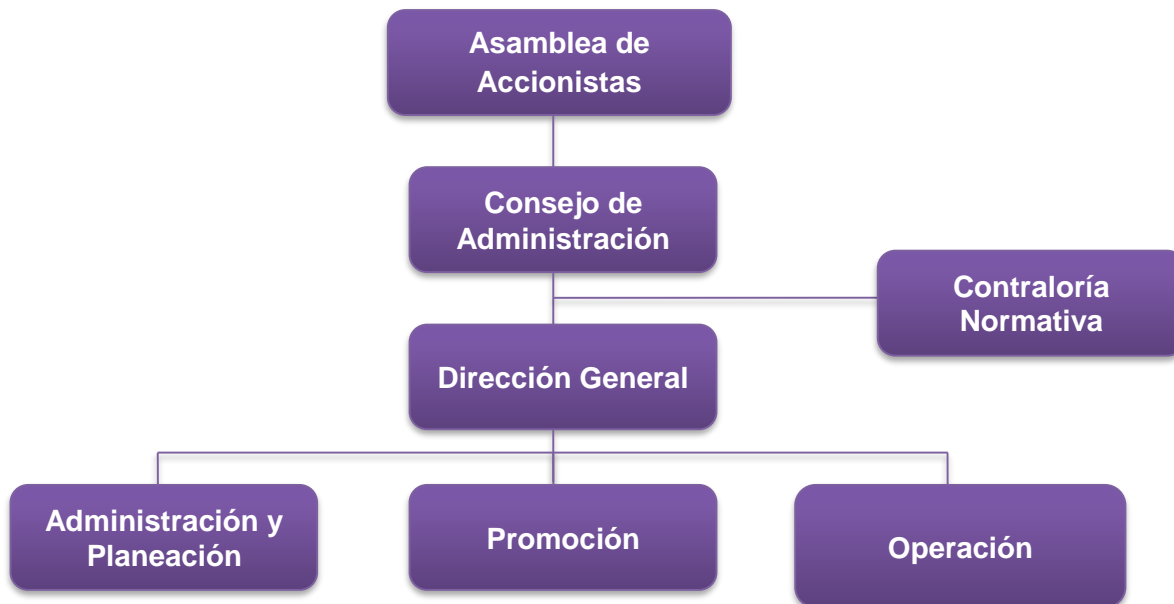 Asamblea de
Accionistas
Consejo de
Administración
Contraloría
Normativa
Dirección General
Administración y
Planeación
Promoción
Operación